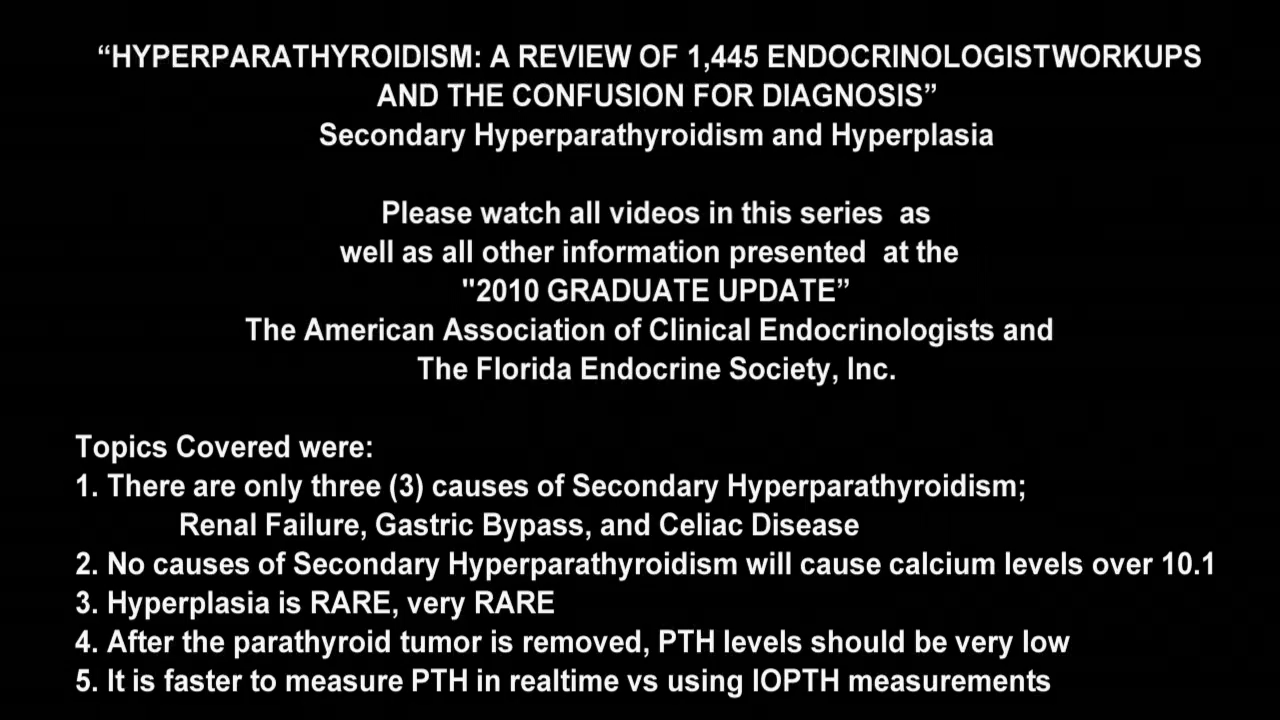 “HYPERPARATHYROIDISM: A REVIEW OF 1,445 ENDOCRINOLOGISTWORKUPS
AND THE CONFUSION FOR DIAGNOSIS”
Secondary Hyperparathyroidism and Hyperplasia
Please watch all videos in this series as
well as all other information presented at the
"2010 GRADUATE UPDATE”
The American Association of Clinical Endocrinologists and
The Florida Endocrine Society, Inc.
Topics Covered were:
1. There are only three (3) causes of Secondary Hyperparathyroidism;
Renal Failure, Gastric Bypass, and Celiac Disease
2. No causes of Secondary Hyperparathyroidism will cause calcium levels over 10.1
3. Hyperplasia is RARE, very RARE
4. After the parathyroid tumor is removed, PTH levels should be very low
5. It is faster to measure PTH in realtime vs using IOPTH measurements